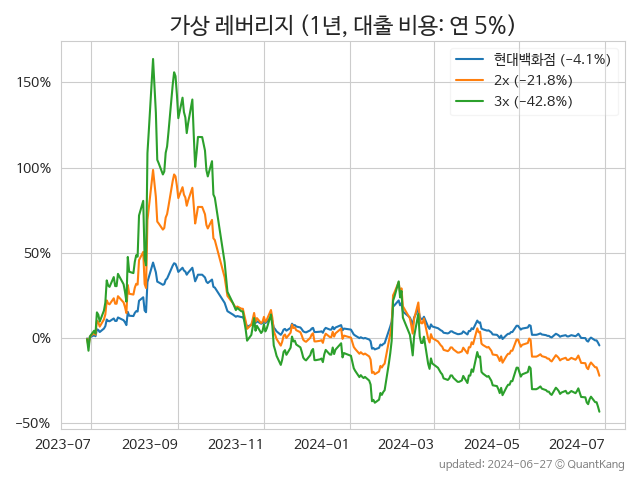 가상 레버리지 (1년, 대출 비용: 연 5%)
현대백화점 (−4.1%)
2x (−21.8%)
3x (−42.8%)
150%
100%
50%
0%
−50%
2023-07 2023-09 2023-11 2024-01 2024-03 2024-05 2024-07
updated: 2024-06-27 © QuantKang